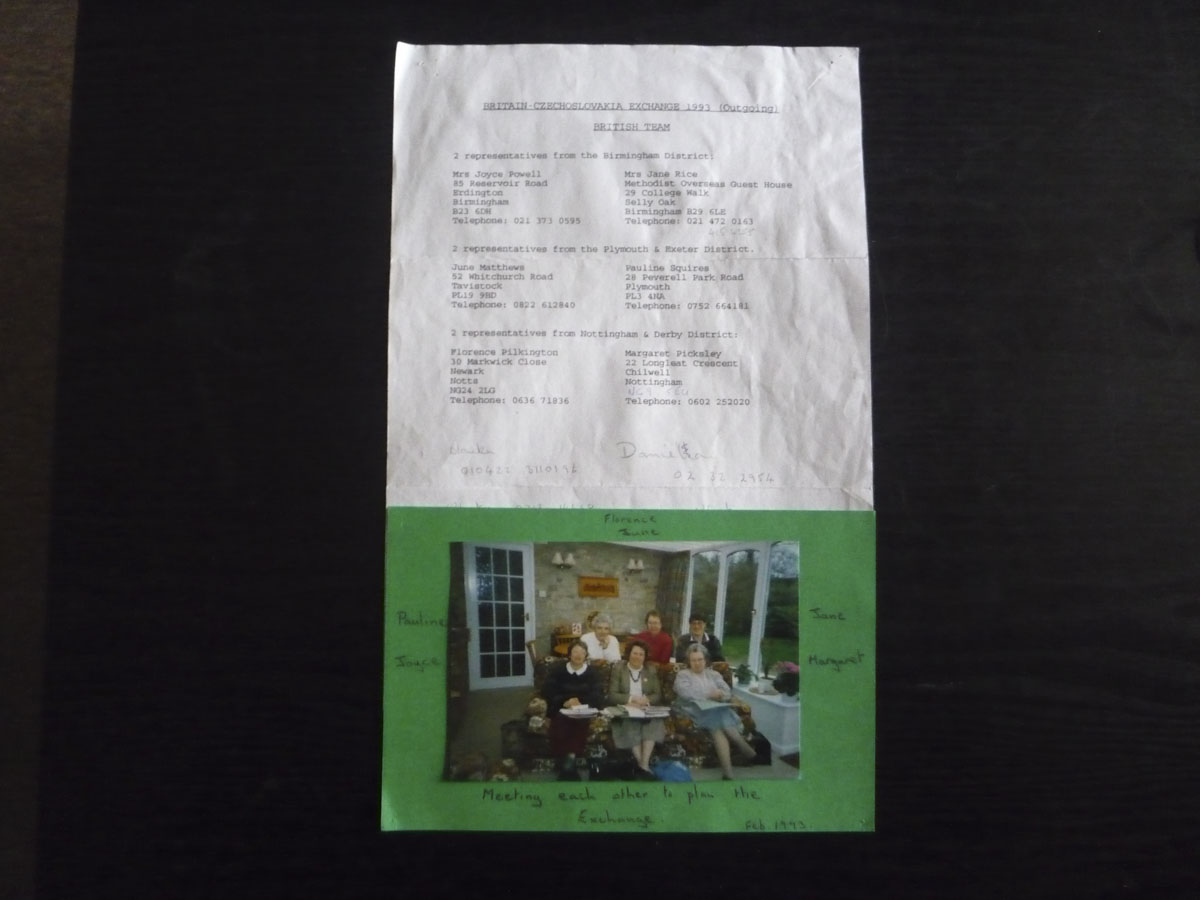 BRITAIN-CZECHOSLOVAKIA EXCHANGE 1993 (Outgoing)
BRITISH TEAM
2 representatives from the Birmingham District:
Mrs Joyce Powell
85 Reservoir Road
Erdington
Birmingham
B23 6DH
Telephone: 021 373 0595
Mrs Jane Rice
Methodist Overseas Guest House
29 College Walk
Selly Oak
Birmingham B29 6LE
Telephone: 021 472 0163
2 representatives from the Plymouth & Exeter District.
June Matthews
52 Whitchurch Road
Tavistock
PL19 9BD
Telephone: 0822 612840
Pauline Squires
28 Peverell Park Road
Plymouth
PL3 4NA
Telephone: 0752 664181
2 representatives from Nottingham & Derby District:
Florence Pilkington
30 Markwick Close
Newark
Notts
NG24 2LG
Telephone: 0636 71836
Margaret Picksley
22 Longleat Crescent
Chilwell
Nottingham
Telephone: 0602 252020
Florence
June
Pauline
Jane
Joyce
Margaret
Meeting each other to plan the
Exchange.
Feb. 1993.